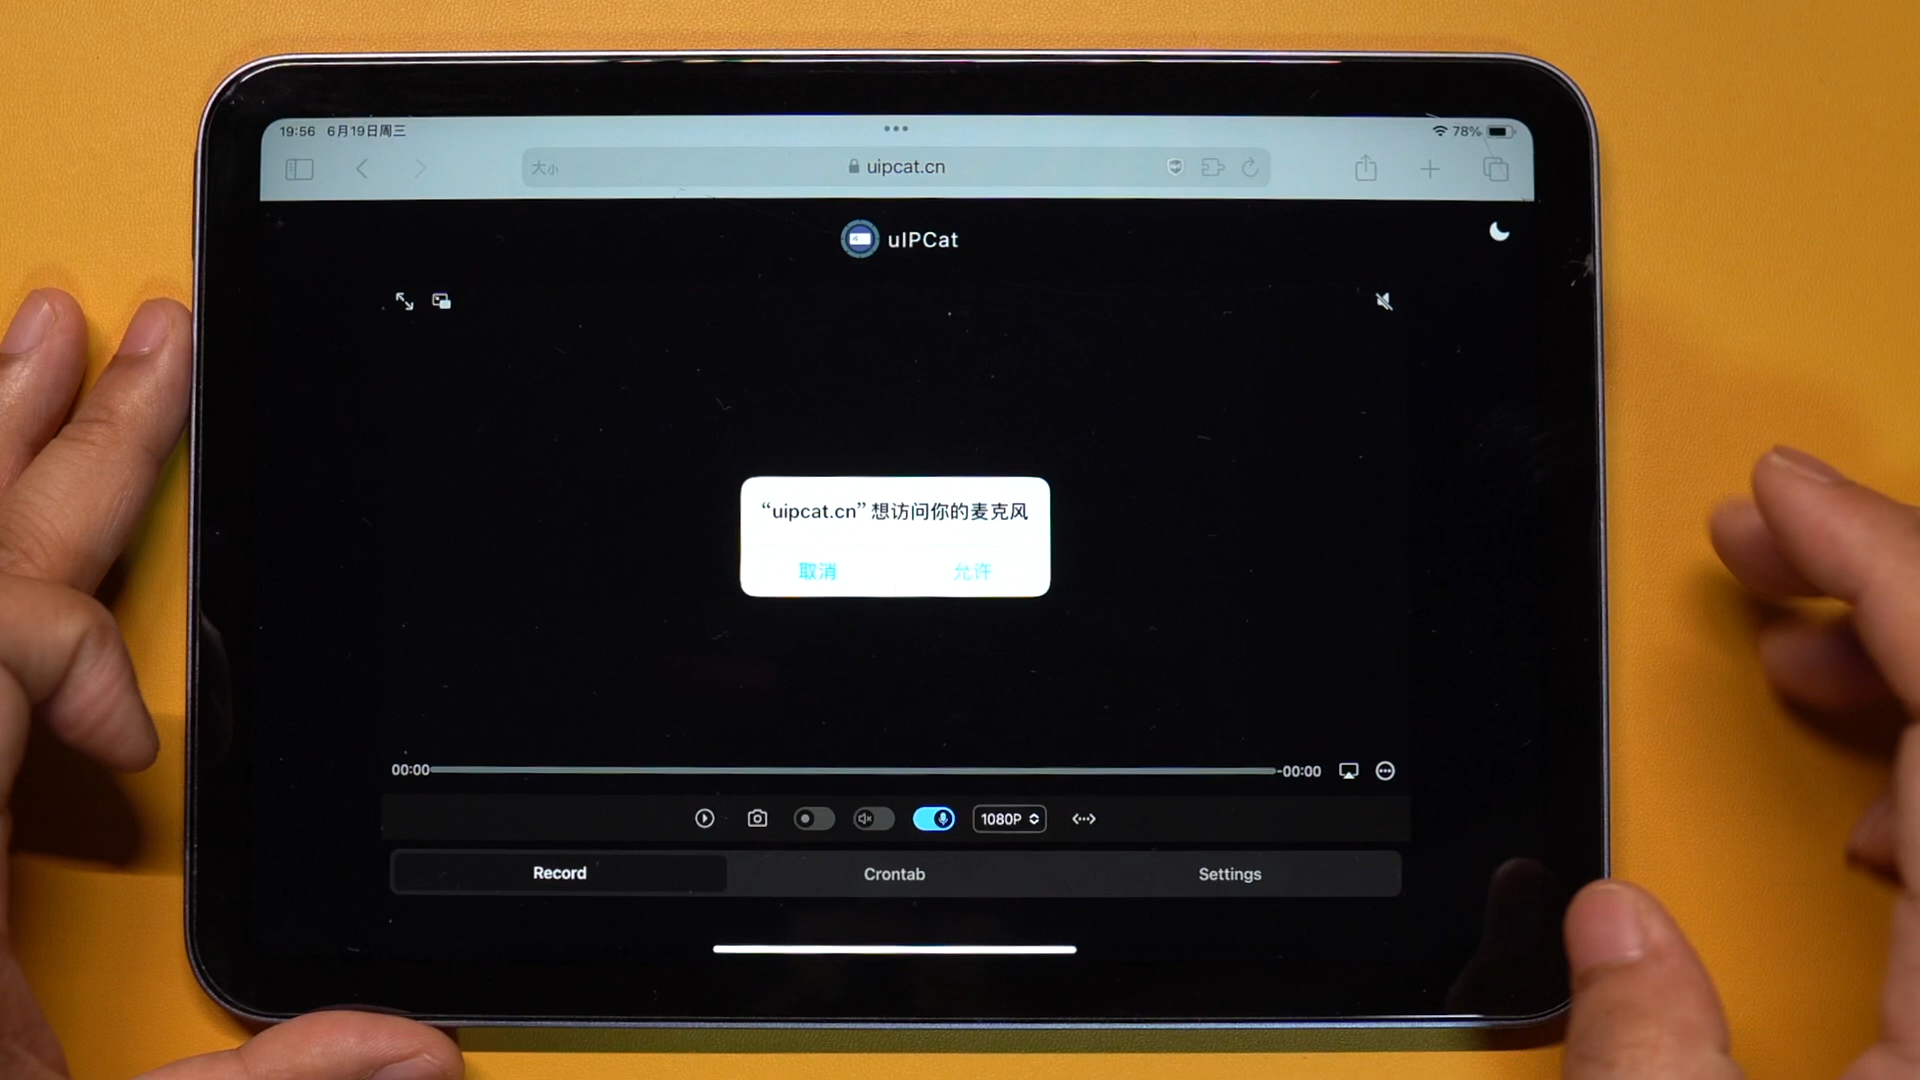 19:56 6月19日周三
78%
大小
uipcat.cn
uIPCat
“uipcat.cn”想访问你的麦克风
取消
允许
00:00
-00:00
1080P
Record
Crontab
Settings